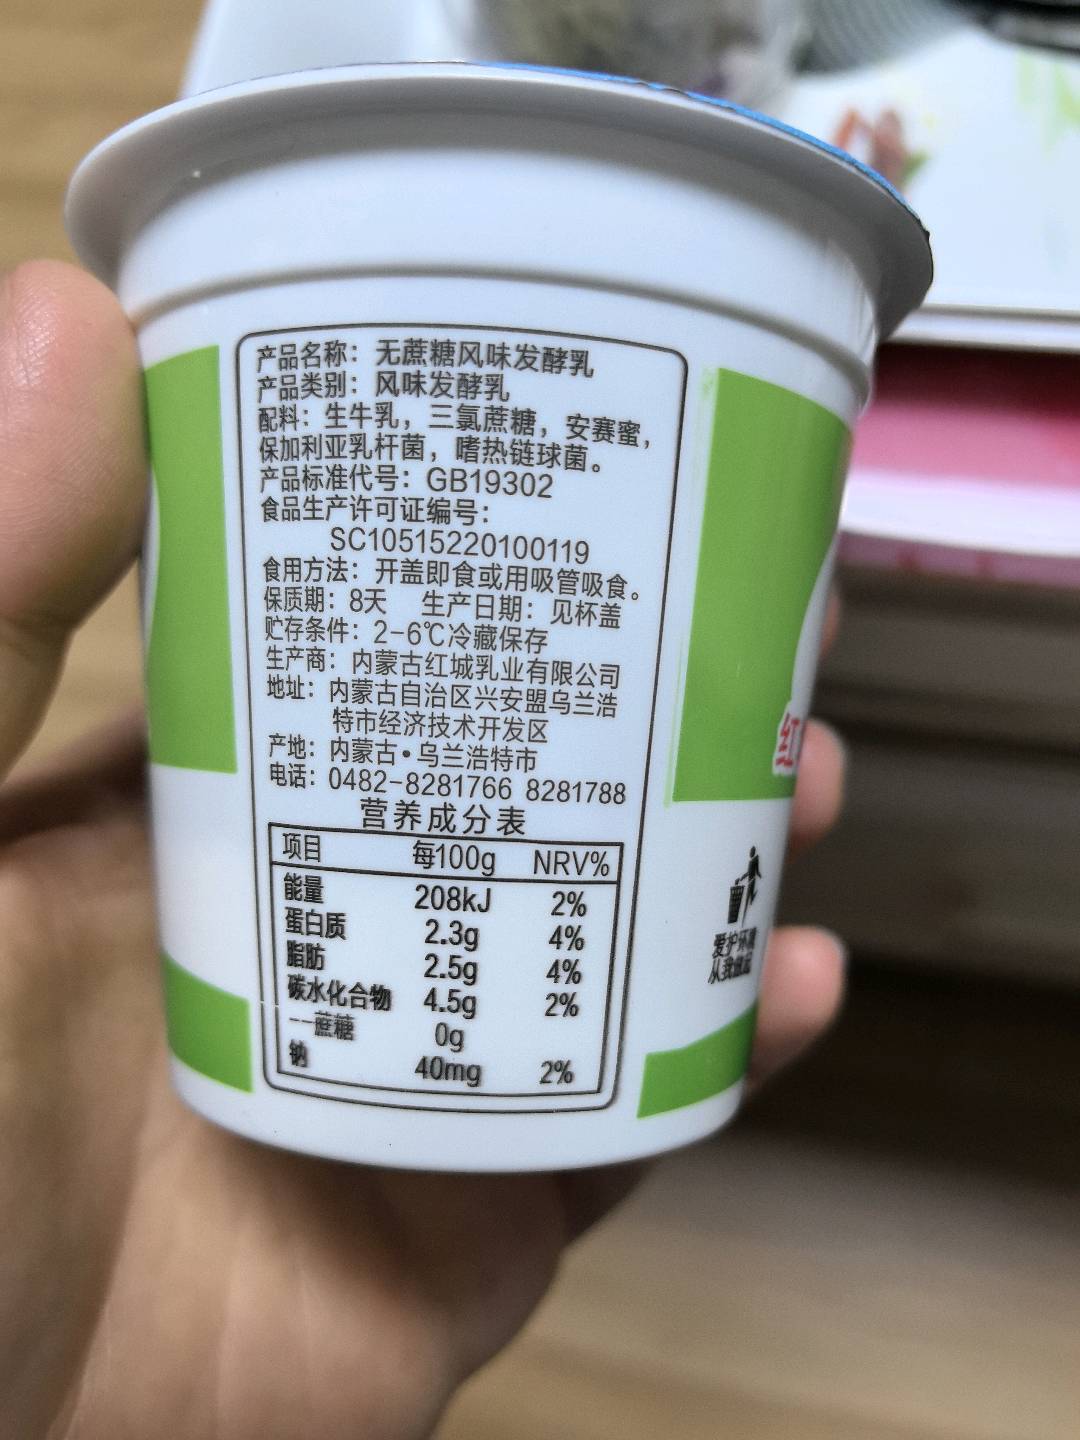 产品名称：无蔗糖风味发酵乳
产品类别：风味发酵乳
配料：生牛乳，三氯蔗糖，安赛蜜，
保加利亚乳杆菌，嗜热链球菌。
产品标准代号：GB19302
食品生产许可证编号：
SC10515220100119
食用方法：开盖即食或用吸管吸食。
保质期：8天 生产日期：见杯盖
贮存条件：2-6℃冷藏保存
生产商：内蒙古红城乳业有限公司
地址：内蒙古自治区兴安盟乌兰浩
特市经济技术开发区
产地：内蒙古•乌兰浩特市
电话：0482-8281766 8281788
营养成分表
项目 每100g NRV%
能量 208kJ 2%
蛋白质 2.3g 4%
脂肪 2.5g 4%
碳水化合物 4.5g 2%
--蔗糖 0g
钠 40mg 2%
红
爱护环境
从我做起